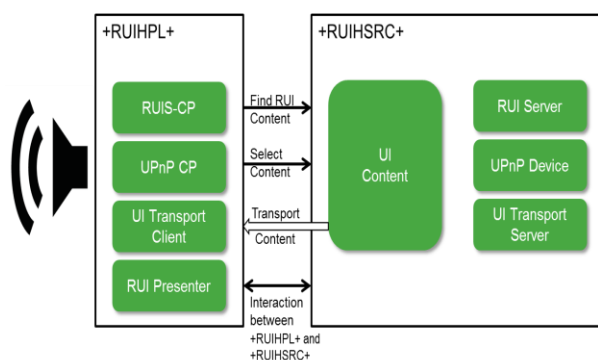 +RUIHPL+
+RUIHSRC+
RUIS-CP
UPnP CP
UI Transport
Client
RUI Presenter
Find RUI
Content
Select
Content
Transport
Content
Interaction
between
+RUIHPL+ and
+RUIHSRC+
UI
Content
RUI Server
UPnP Device
UI Transport
Server